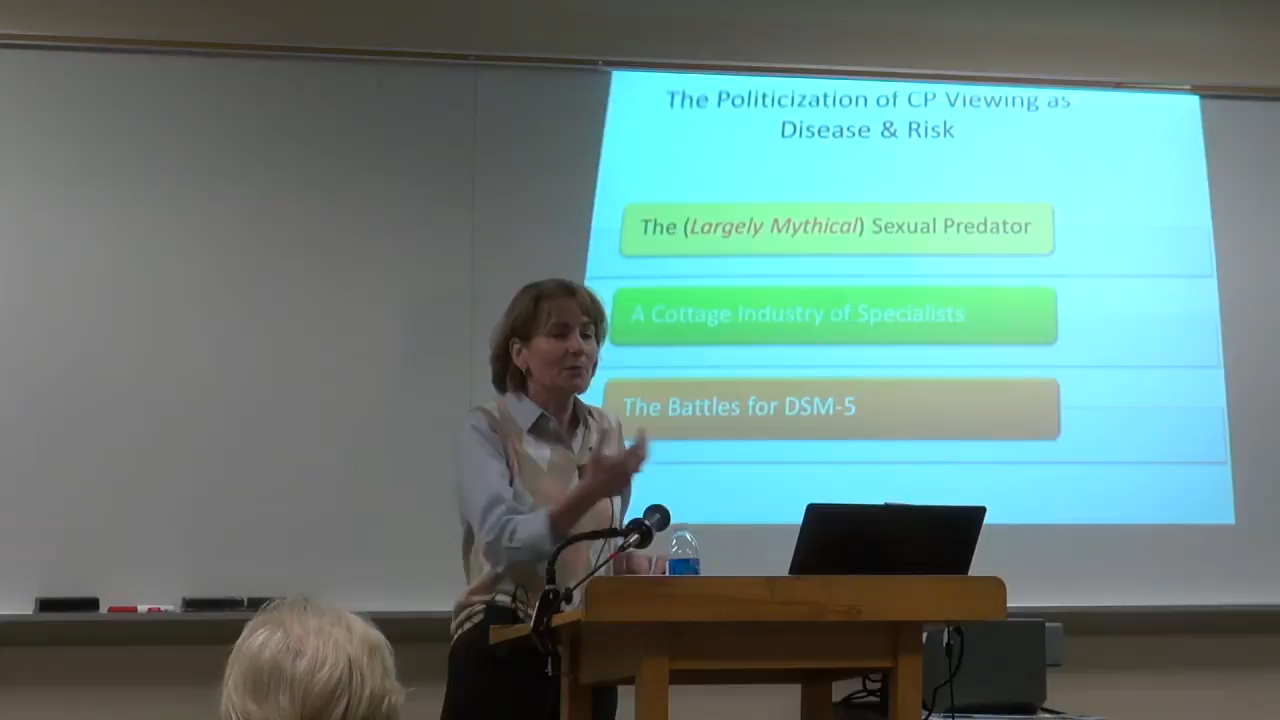 The Politicization of CP Viewing as
Disease & Risk
The (Largely Mythical) Sexual Predator
A Cottage Industry of Specialists
The Battles for DSM-5